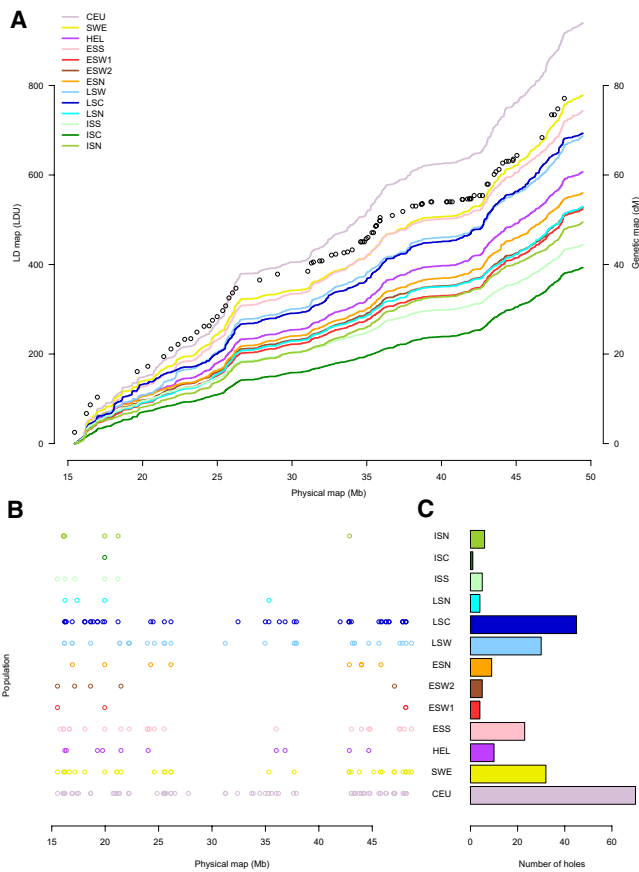 A
CEU
SWE
HEL
ESS
ESW1
ESW2
ESN
LSW
LSC
LSN
ISS
ISC
ISN
LD map (LDU)
0
200
400
600
800
Genetic map (cM)
0
20
40
60
80
15
20
25
30
35
40
45
50
Physical map (Mb)
B
Population
15
20
25
30
35
40
45
Physical map (Mb)
C
ISN
ISC
ISS
LSN
LSC
LSW
ESN
ESW2
ESW1
ESS
HEL
SWE
CEU
0
20
40
60
Number of holes